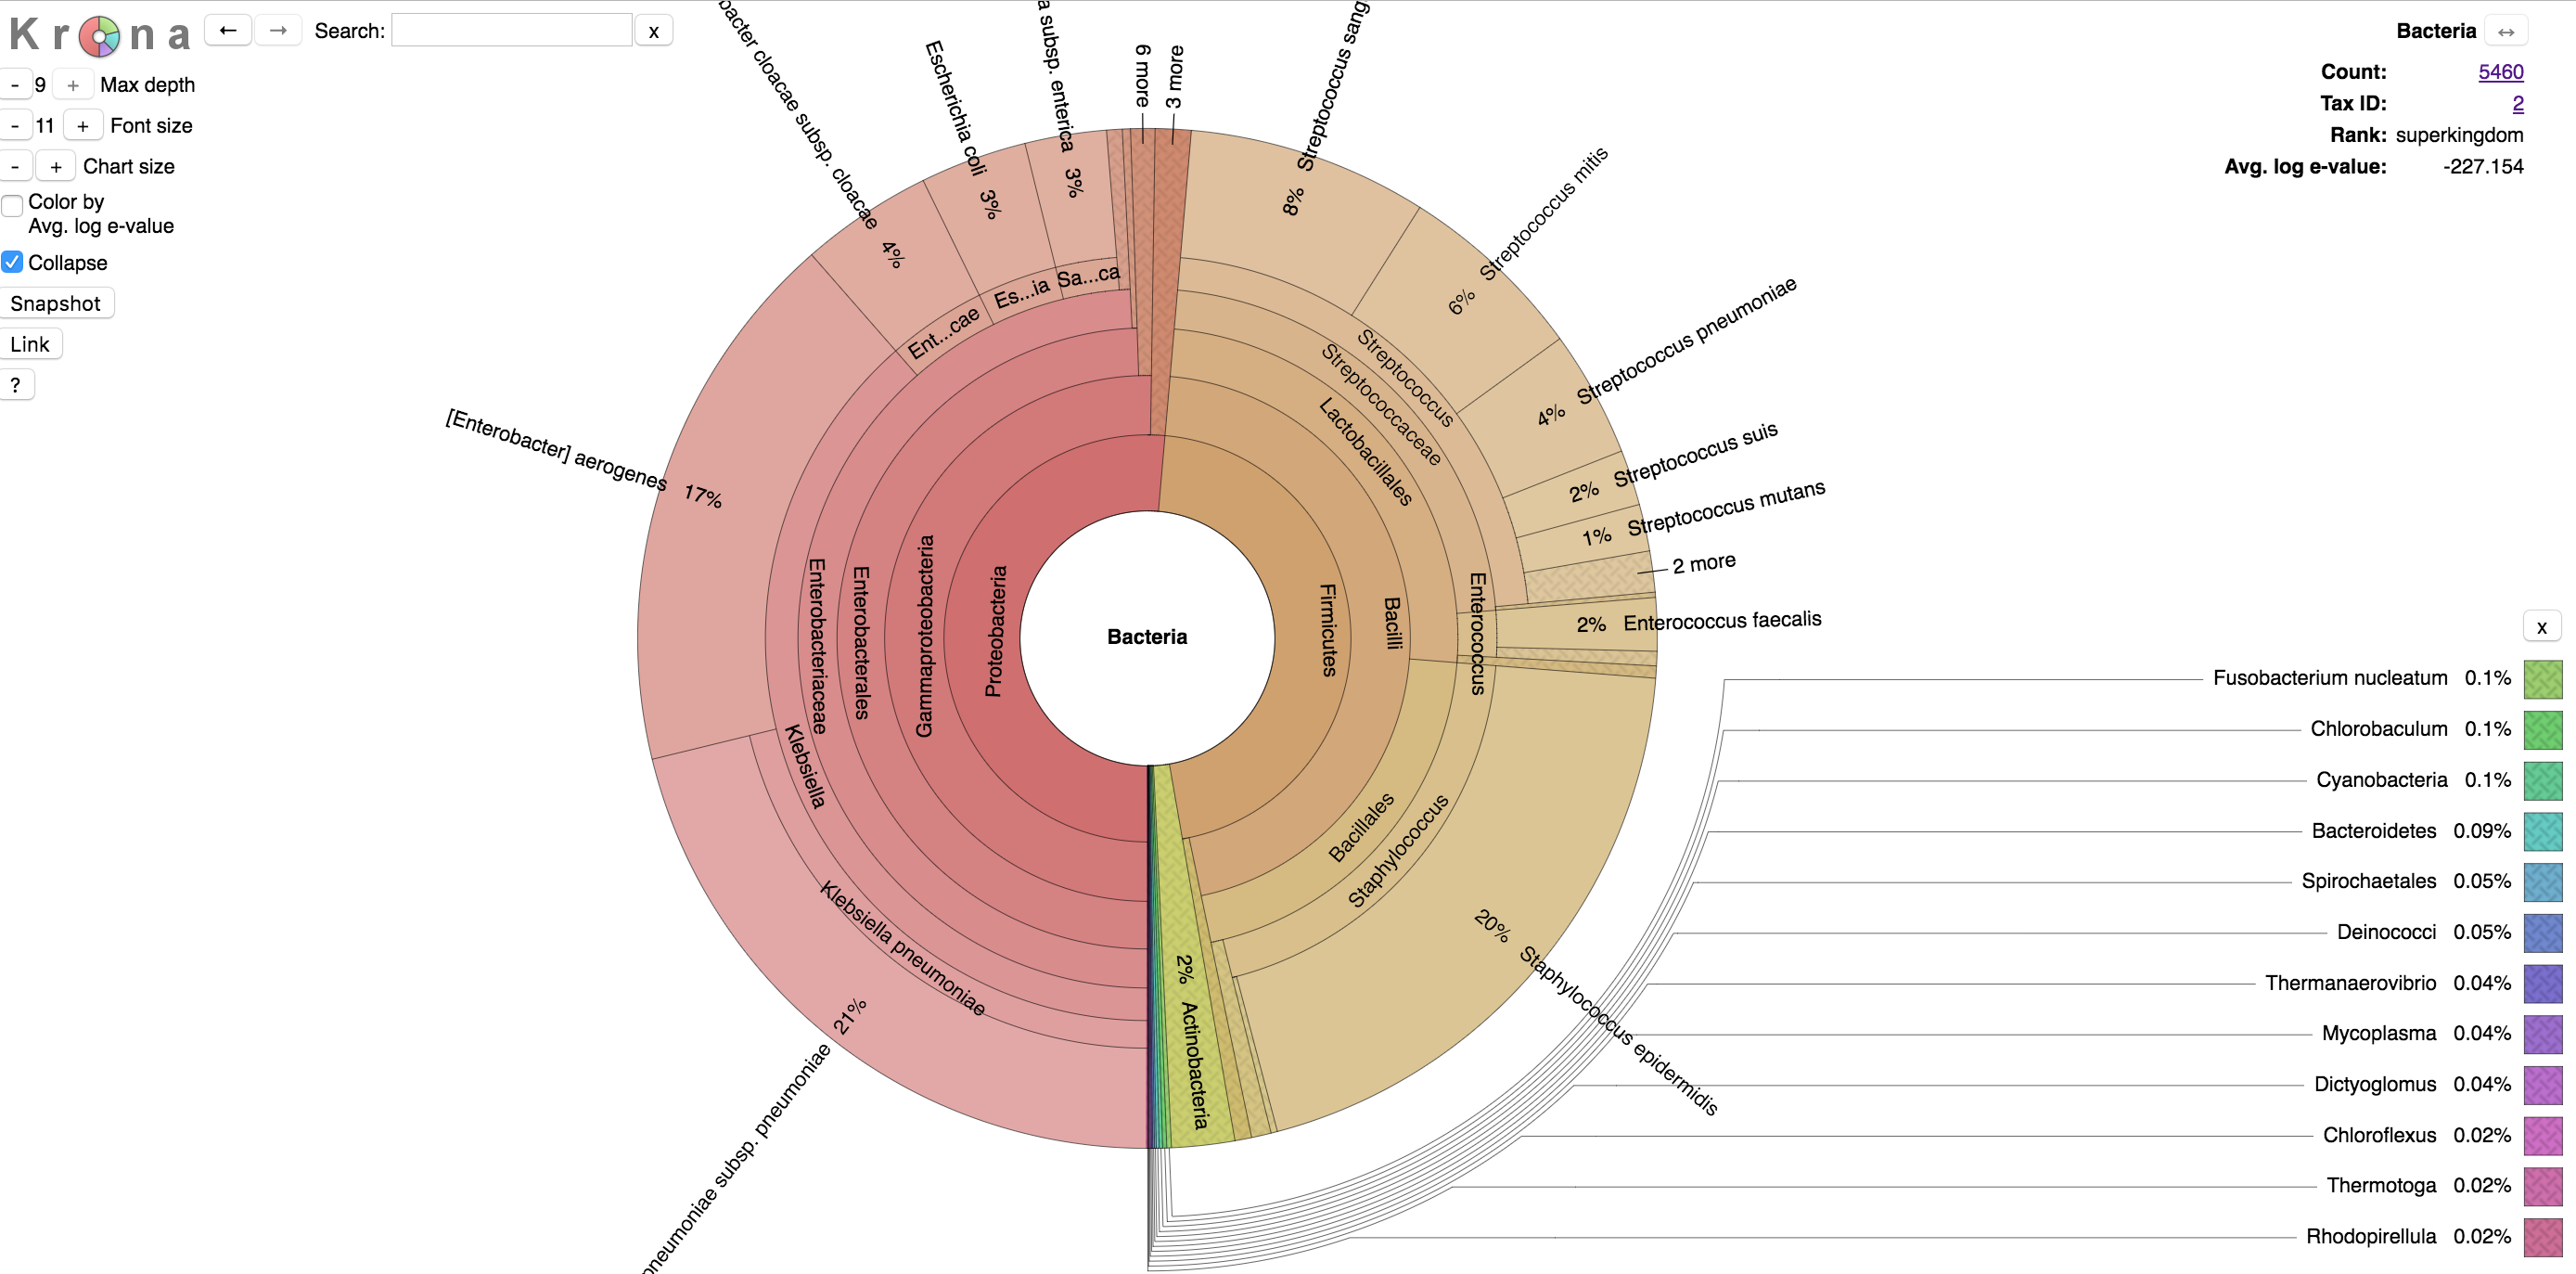 Krona
← → Search: x
- 9 + Max depth
- 11 + Font size
- + Chart size
Color by
Avg. log e-value
Collapse
Snapshot
Link
?
Bacteria ↔
Count: 5460
Tax ID: 2
Rank: superkingdom
Avg. log e-value: -227.154
cloacae subsp. cloacae 4%
Escherichia coli 3%
a subsp. enterica 3%
9 more
3 more
8% Streptococcus sang
6% Streptococcus mitis
4% Streptococcus pneumoniae
2% Streptococcus suis
1% Streptococcus mutans
2 more
2% Enterococcus faecalis
20% Staphylococcus epidermidis
2% Actinobacteria
pneumoniae subsp. pneumoniae 21%
[Enterobacter] aerogenes 17%
Ent...cae
Es...ia
Sa...ca
Streptococcus
Streptococcaceae
Lactobacillales
Enterococcus
Bacilli
Firmicutes
Bacillales
Staphylococcus
Bacteria
Proteobacteria
Gammaproteobacteria
Enterobacterales
Enterobacteriaceae
Klebsiella
Klebsiella pneumoniae
x
Fusobacterium nucleatum 0.1%
Chlorobaculum 0.1%
Cyanobacteria 0.1%
Bacteroidetes 0.09%
Spirochaetales 0.05%
Deinococci 0.05%
Thermanaerovibrio 0.04%
Mycoplasma 0.04%
Dictyoglomus 0.04%
Chloroflexus 0.02%
Thermotoga 0.02%
Rhodopirellula 0.02%